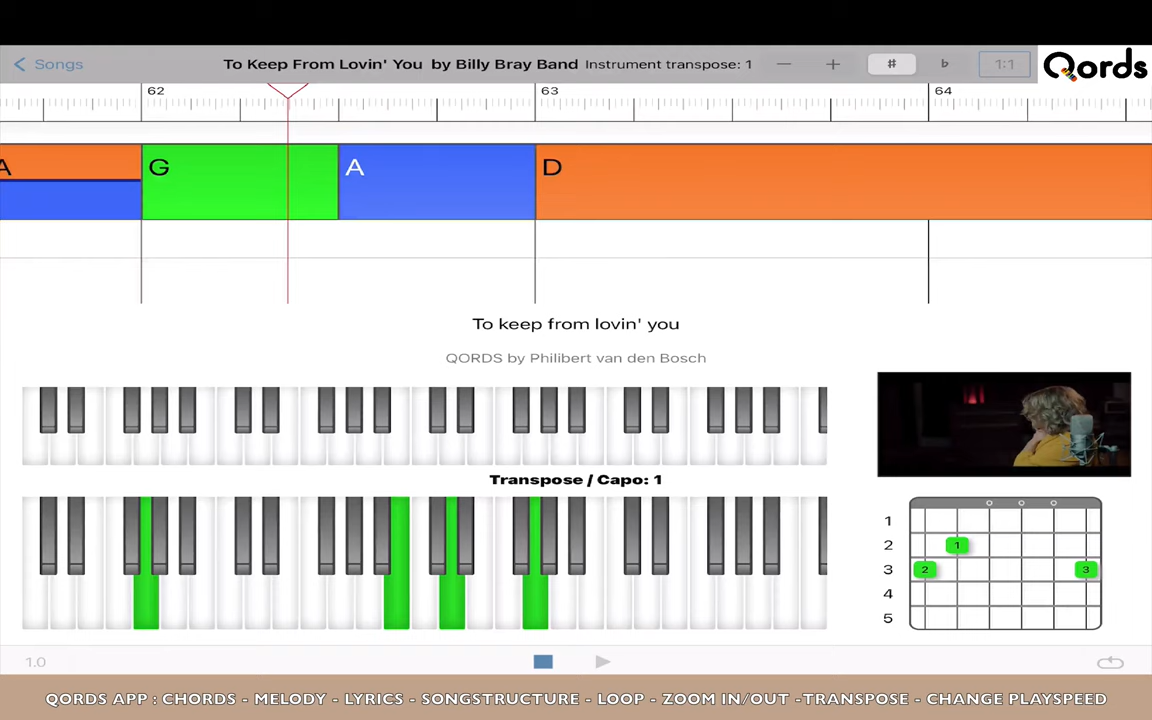 Songs
To Keep From Lovin' You by Billy Bray Band Instrument transpose: 1 — + # b 1:1 Qords
62 63 64
A G A D
To keep from lovin' you
QORDS by Philibert van den Bosch
Transpose / Capo: 1
1
2 1
3 2 3
4
5
1.0
QORDS APP : CHORDS - MELODY - LYRICS - SONGSTRUCTURE - LOOP - ZOOM IN/OUT -TRANSPOSE - CHANGE PLAYSPEED